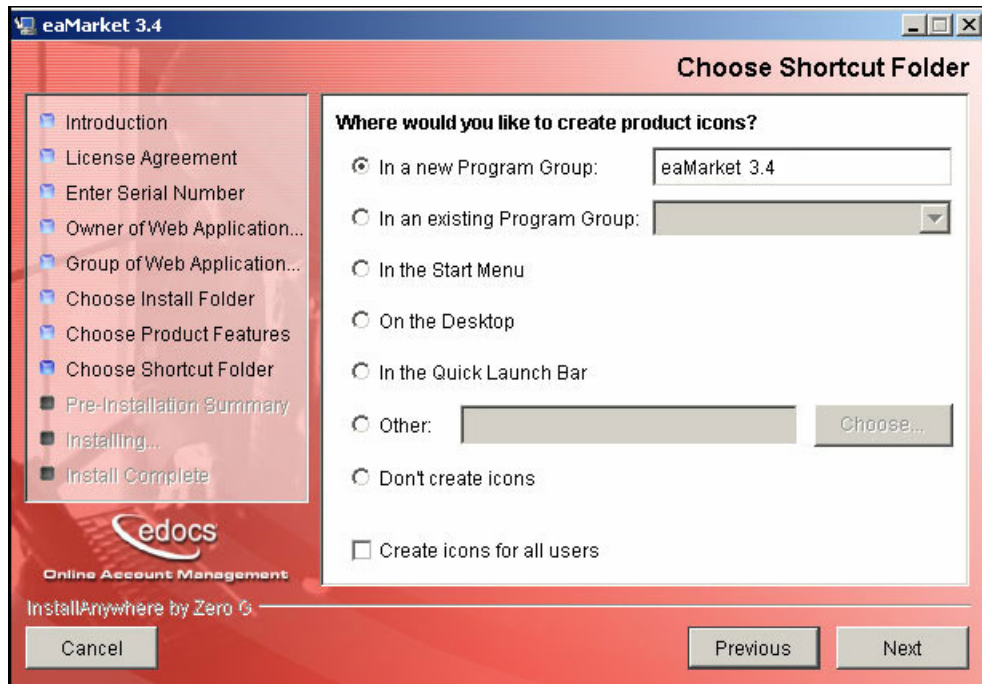 eaMarket 3.4
Choose Shortcut Folder
Introduction
License Agreement
Enter Serial Number
Owner of Web Application...
Group of Web Application...
Choose Install Folder
Choose Product Features
Choose Shortcut Folder
Pre-Installation Summary
Installing...
Install Complete
edocs
Online Account Management
Where would you like to create product icons?
In a new Program Group: eaMarket 3.4
In an existing Program Group:
In the Start Menu
On the Desktop
In the Quick Launch Bar
Other: Choose...
Don't create icons
Create icons for all users
InstallAnywhere by Zero G
Cancel Previous Next